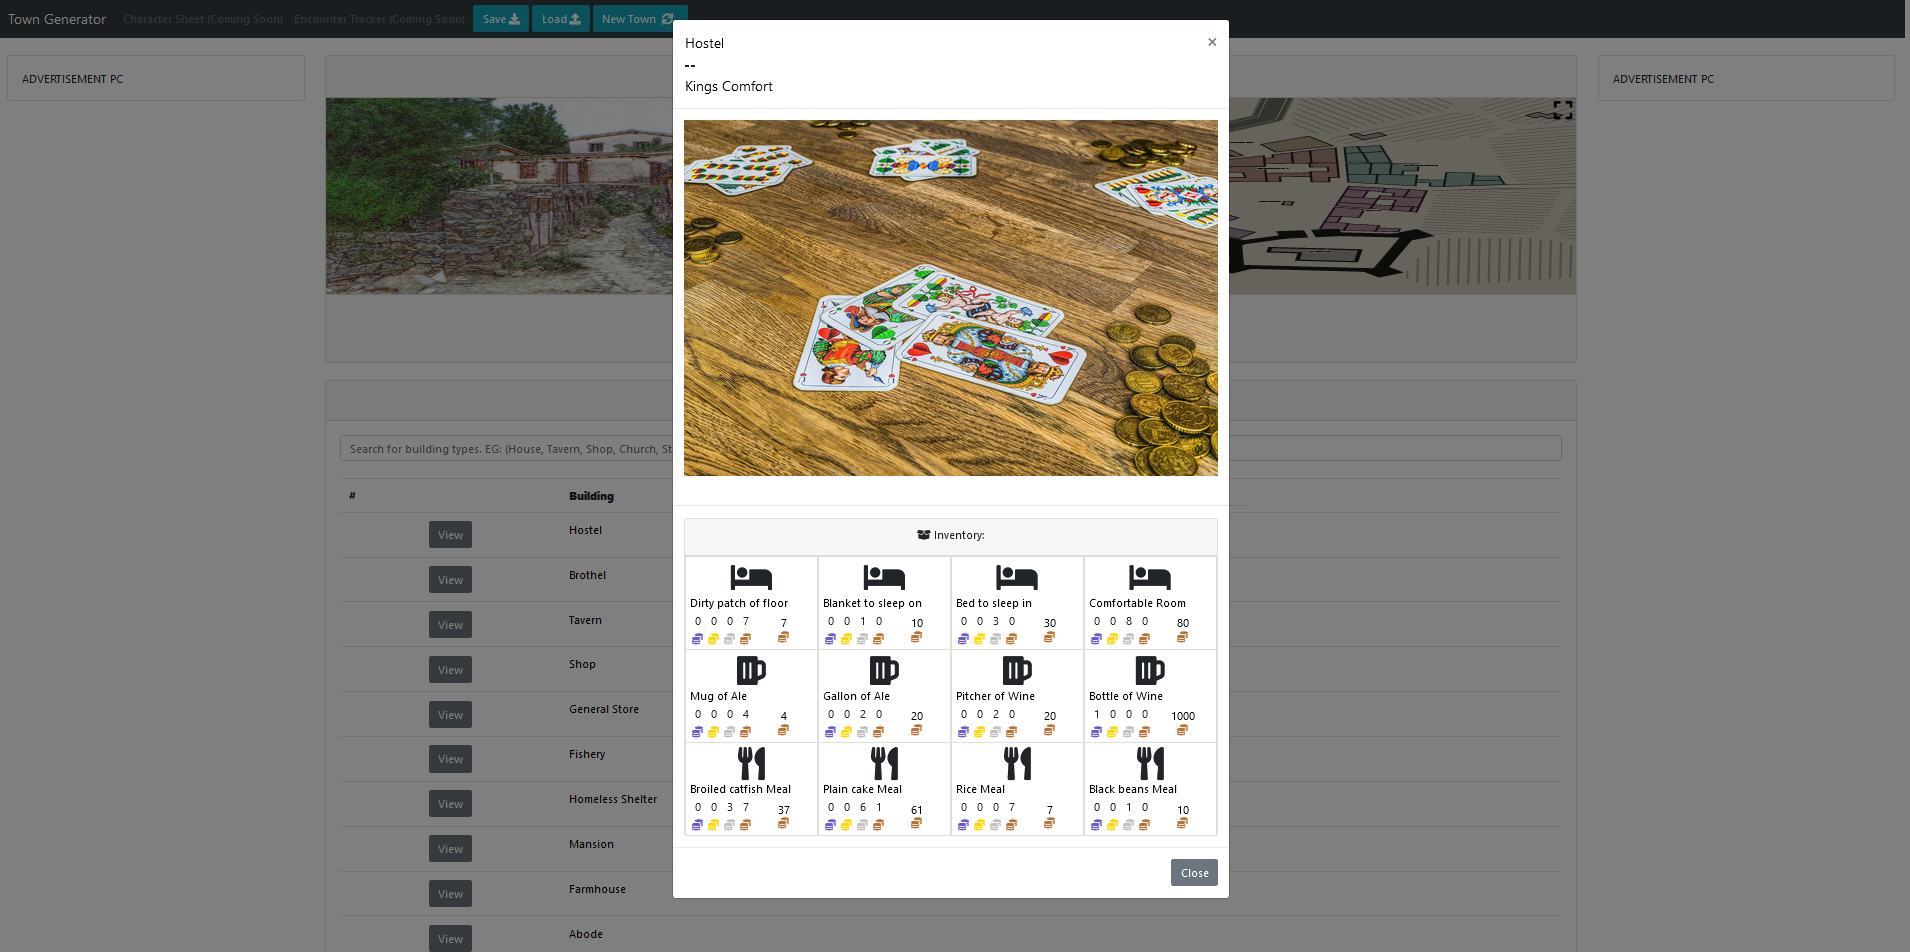 Town Generator Character Sheet (Coming Soon) Encounter Tracker (Coming Soon) Save Load New Town
ADVERTISEMENT PC
ADVERTISEMENT PC
Hostel ×
--
Kings Comfort
Search for building types. EG: (House, Tavern, Shop, Church, St
# Building
View Hostel
View Brothel
View Tavern
View Shop
View General Store
View Fishery
View Homeless Shelter
View Mansion
View Farmhouse
View Abode
Inventory:
Dirty patch of floor Blanket to sleep on Bed to sleep in Comfortable Room
0 0 0 7 7 0 0 1 0 10 0 0 3 0 30 0 0 8 0 80
Mug of Ale Gallon of Ale Pitcher of Wine Bottle of Wine
0 0 0 4 4 0 0 2 0 20 0 0 2 0 20 1 0 0 0 1000
Broiled catfish Meal Plain cake Meal Rice Meal Black beans Meal
0 0 3 7 37 0 0 6 1 61 0 0 0 7 7 0 0 1 0 10
Close